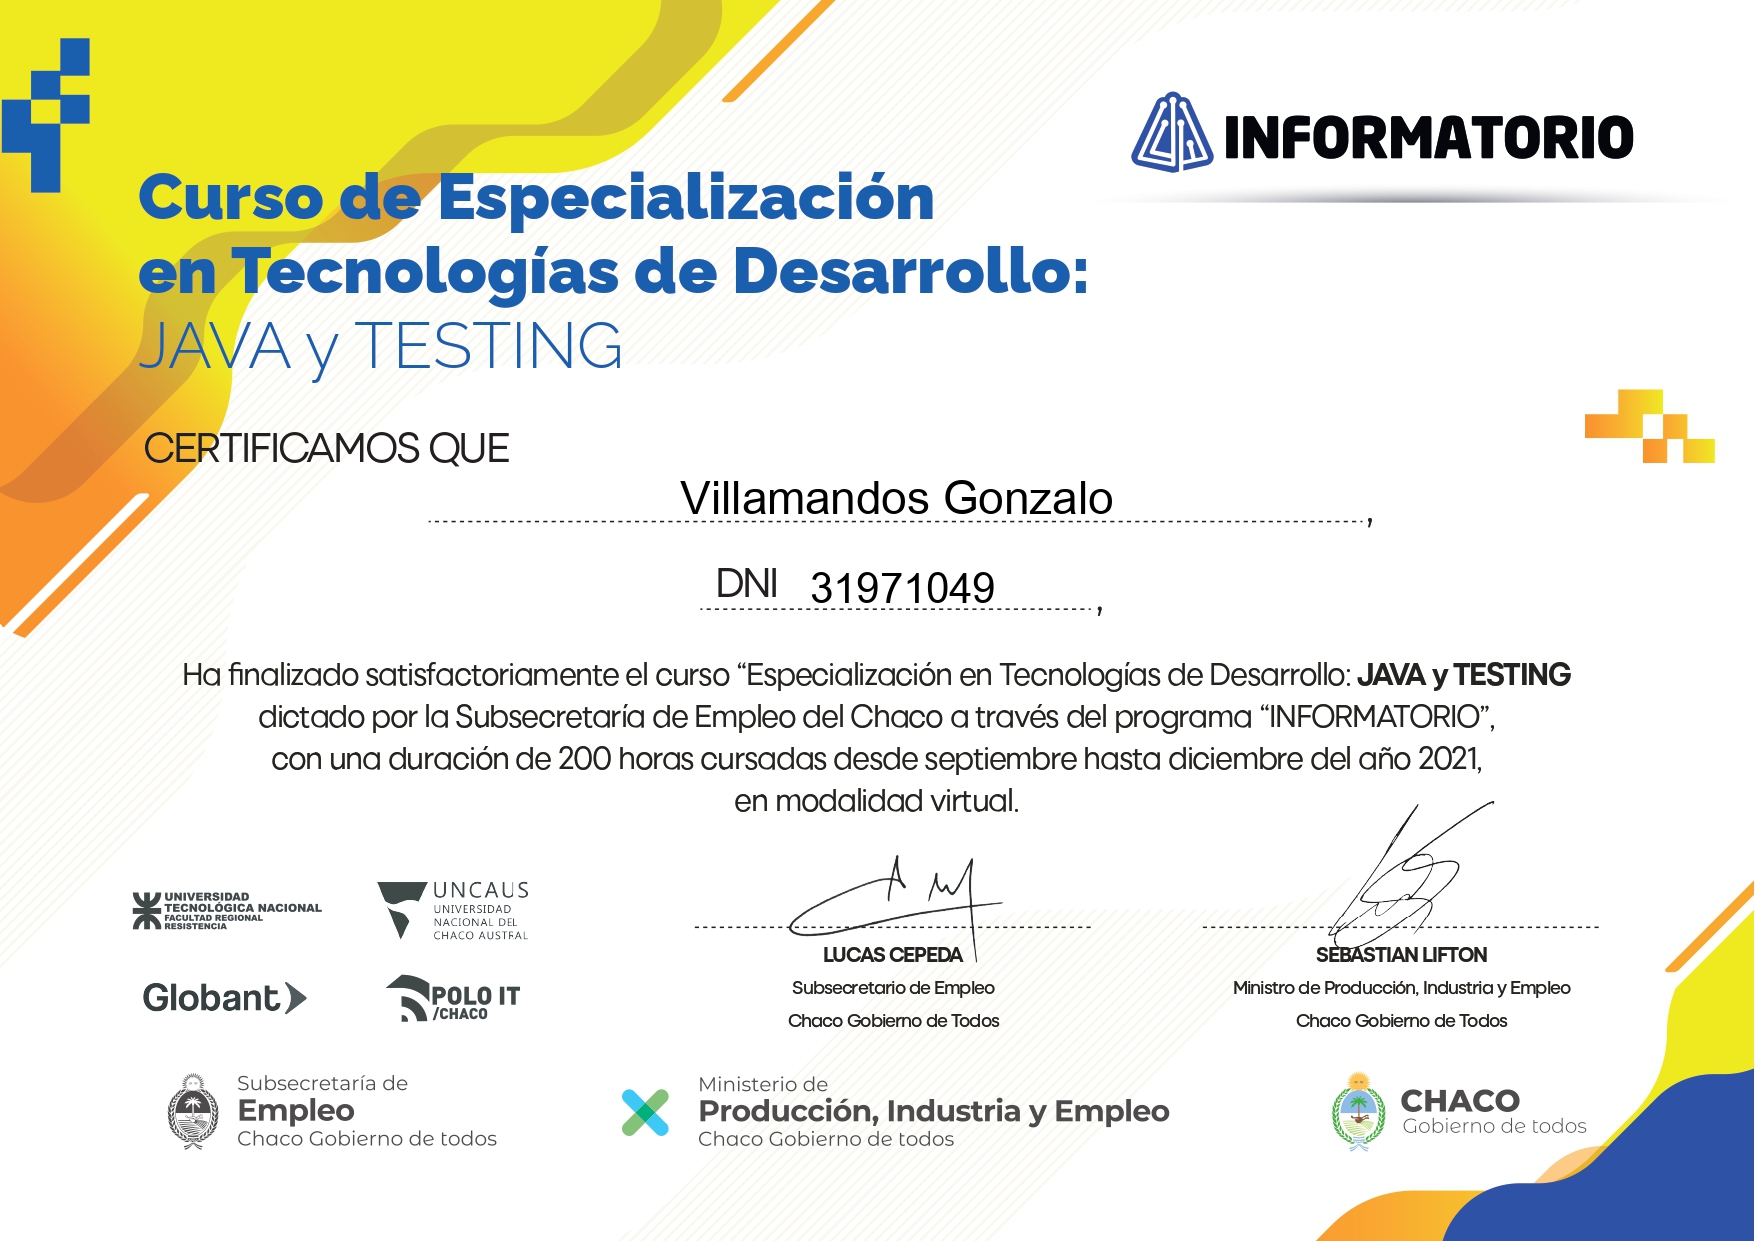 INFORMATORIO
Curso de Especialización
en Tecnologías de Desarrollo:
JAVA y TESTING
CERTIFICAMOS QUE
Villamandos Gonzalo,
DNI 31971049,
Ha finalizado satisfactoriamente el curso “Especialización en Tecnologías de Desarrollo: JAVA y TESTING
dictado por la Subsecretaría de Empleo del Chaco a través del programa “INFORMATORIO”,
con una duración de 200 horas cursadas desde septiembre hasta diciembre del año 2021,
en modalidad virtual.
UNIVERSIDAD
TECNOLÓGICA NACIONAL
FACULTAD REGIONAL
RESISTENCIA
UNCAUS
UNIVERSIDAD
NACIONAL DEL
CHACO AUSTRAL
Globant
POLO IT
/CHACO
LUCAS CEPEDA
Subsecretario de Empleo
Chaco Gobierno de Todos
SEBASTIAN LIFTON
Ministro de Producción, Industria y Empleo
Chaco Gobierno de Todos
Subsecretaría de
Empleo
Chaco Gobierno de todos
Ministerio de
Producción, Industria y Empleo
Chaco Gobierno de todos
CHACO
Gobierno de todos